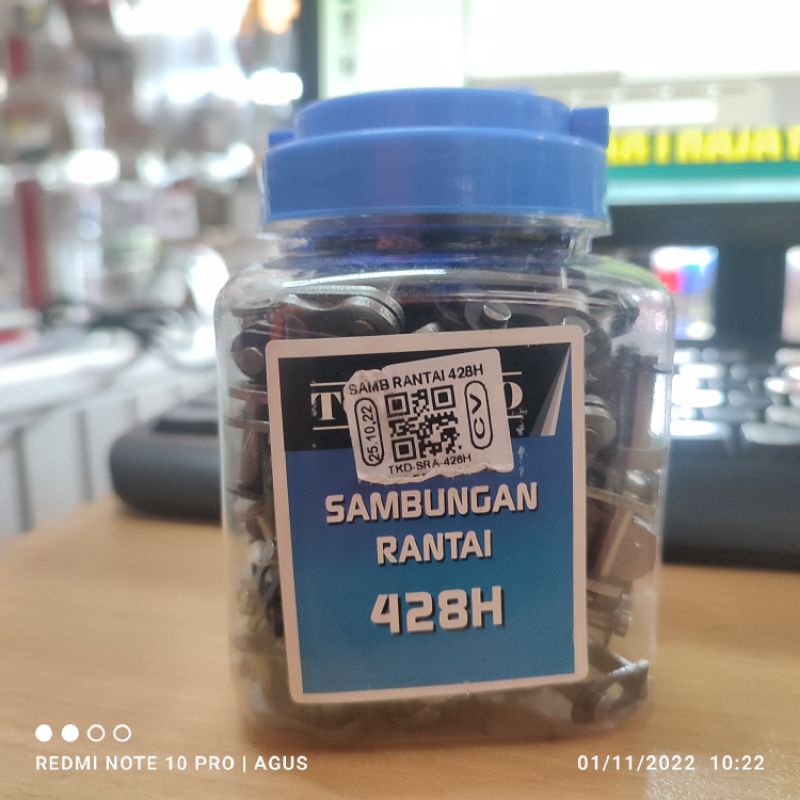 SAMB RANTAI 428H
25.10.22
CV
TKD-SRA-428H
SAMBUNGAN
RANTAI
428H
REDMI NOTE 10 PRO | AGUS
01/11/2022 10:22